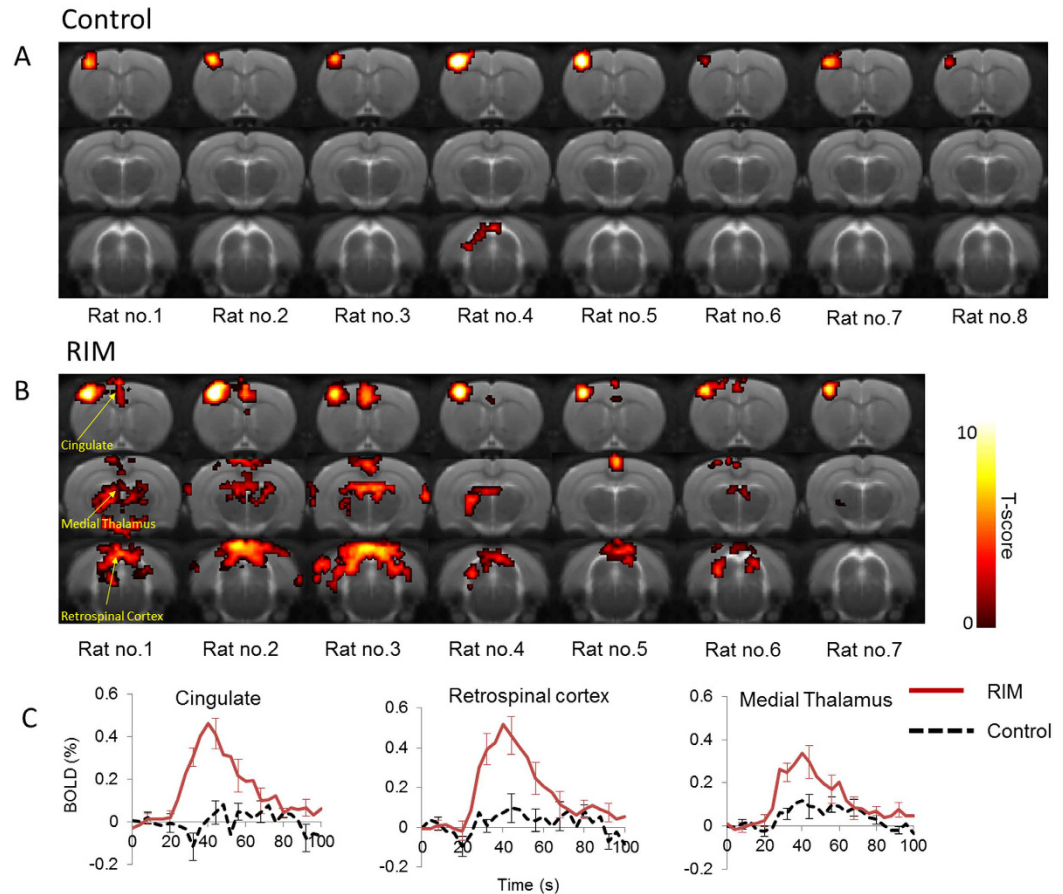 Control
A
Rat no.1 Rat no.2 Rat no.3 Rat no.4 Rat no.5 Rat no.6 Rat no.7 Rat no.8
RIM
B
Cingulate
Medial Thalamus
Retrospinal Cortex
10
T-score
0
Rat no.1 Rat no.2 Rat no.3 Rat no.4 Rat no.5 Rat no.6 Rat no.7
C
Cingulate
BOLD (%)
0.6
0.4
0.2
0
-0.2
0 20 40 60 80 100
Retrospinal cortex
0.6
0.4
0.2
0
-0.2
0 20 40 60 80 100
Time (s)
Medial Thalamus
0.6
0.4
0.2
0
-0.2
0 20 40 60 80 100
RIM
Control